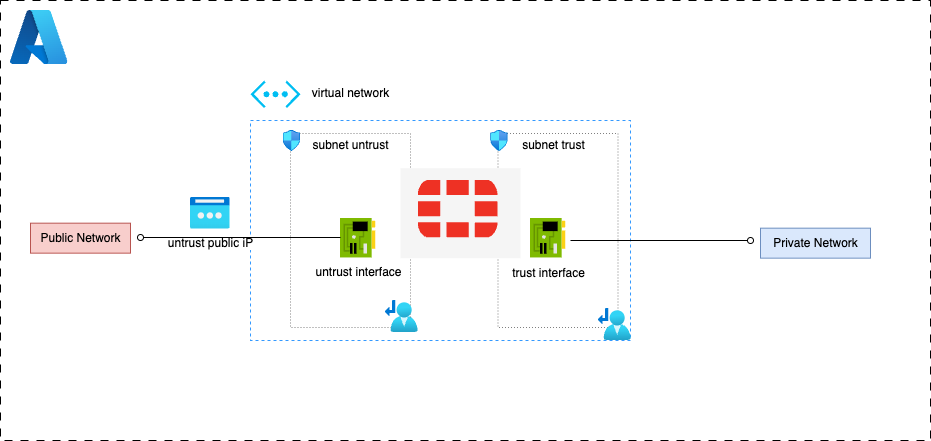 virtual network
subnet untrust
subnet trust
Public Network
untrust public iP
untrust interface
trust interface
Private Network